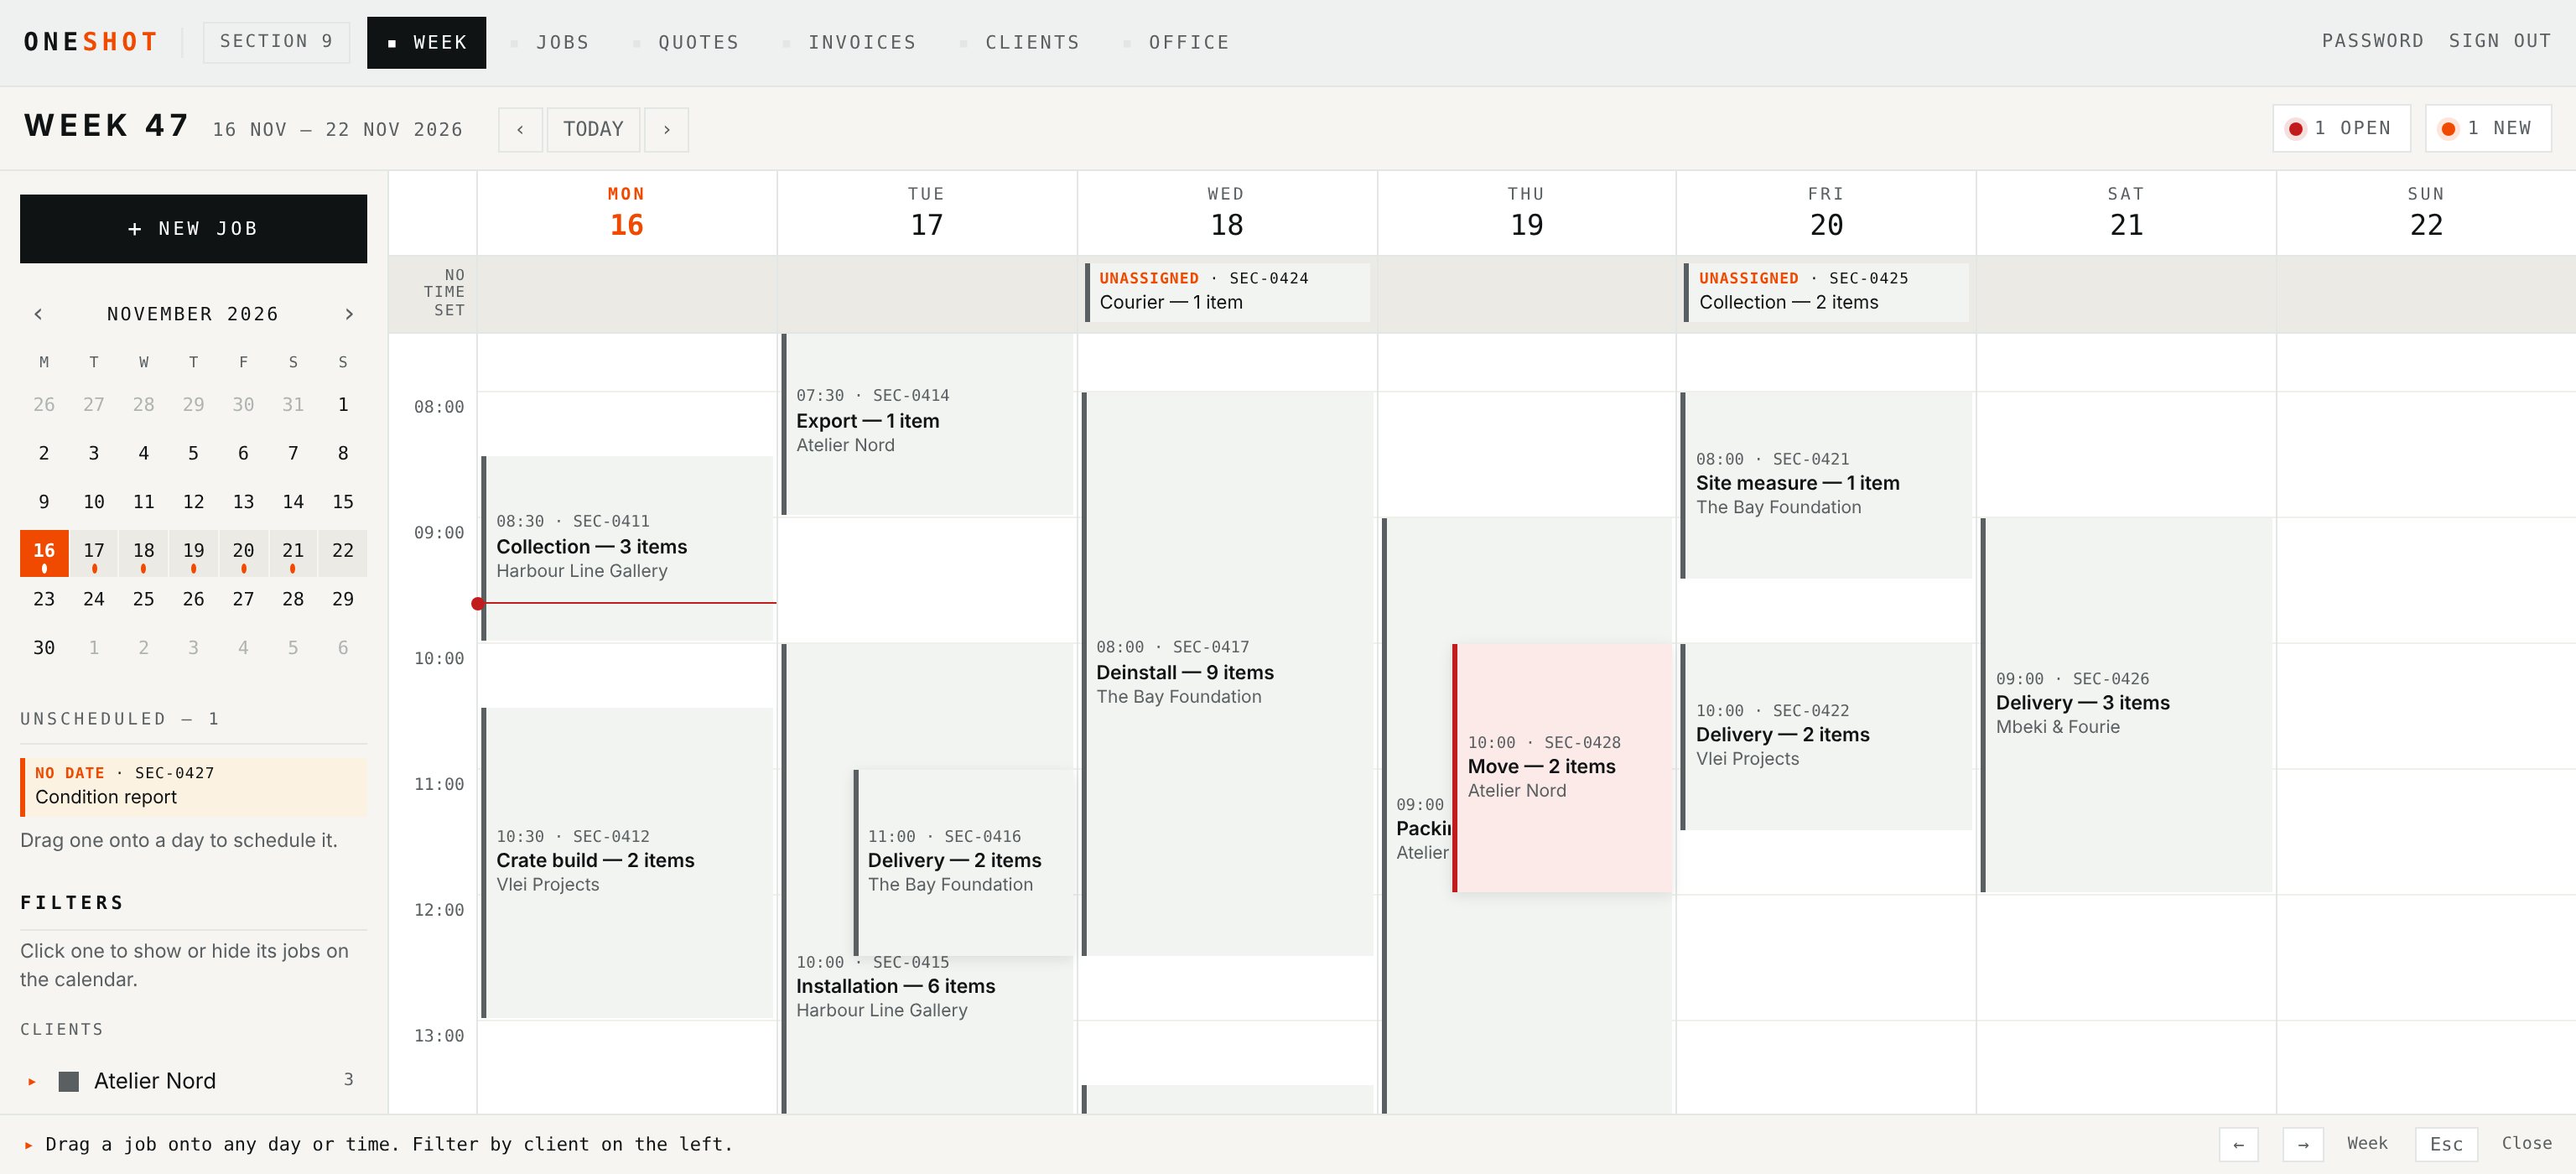 ONESHOT
SECTION 9
WEEK
JOBS
QUOTES
INVOICES
CLIENTS
OFFICE
PASSWORD
SIGN OUT
WEEK 47
16 NOV — 22 NOV 2026
‹
TODAY
›
1 OPEN
1 NEW
+ NEW JOB
‹ NOVEMBER 2026 ›
M T W T F S S
26 27 28 29 30 31 1
2 3 4 5 6 7 8
9 10 11 12 13 14 15
16 17 18 19 20 21 22
23 24 25 26 27 28 29
30 1 2 3 4 5 6
UNSCHEDULED — 1
NO DATE · SEC-0427
Condition report
Drag one onto a day to schedule it.
FILTERS
Click one to show or hide its jobs on
the calendar.
CLIENTS
▸ Atelier Nord 3
MON
16
TUE
17
WED
18
THU
19
FRI
20
SAT
21
SUN
22
NO
TIME
SET
UNASSIGNED · SEC-0424
Courier — 1 item
UNASSIGNED · SEC-0425
Collection — 2 items
08:00
09:00
10:00
11:00
12:00
13:00
08:30 · SEC-0411
Collection — 3 items
Harbour Line Gallery
10:30 · SEC-0412
Crate build — 2 items
Vlei Projects
07:30 · SEC-0414
Export — 1 item
Atelier Nord
11:00 · SEC-0416
Delivery — 2 items
The Bay Foundation
10:00 · SEC-0415
Installation — 6 items
Harbour Line Gallery
08:00 · SEC-0417
Deinstall — 9 items
The Bay Foundation
09:00
Atelier
10:00 · SEC-0428
Move — 2 items
Atelier Nord
08:00 · SEC-0421
Site measure — 1 item
The Bay Foundation
10:00 · SEC-0422
Delivery — 2 items
Vlei Projects
09:00 · SEC-0426
Delivery — 3 items
Mbeki & Fourie
▸ Drag a job onto any day or time. Filter by client on the left.
← → Week Esc Close